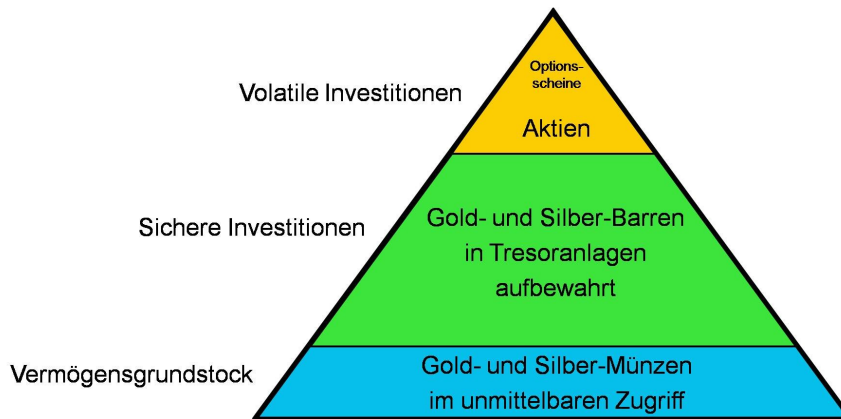 Options-
scheine
Volatile Investitionen
Aktien
Sichere Investitionen
Gold- und Silber-Barren
in Tresoranlagen
aufbewahrt
Vermögensgrundstock
Gold- und Silber-Münzen
im unmittelbaren Zugriff